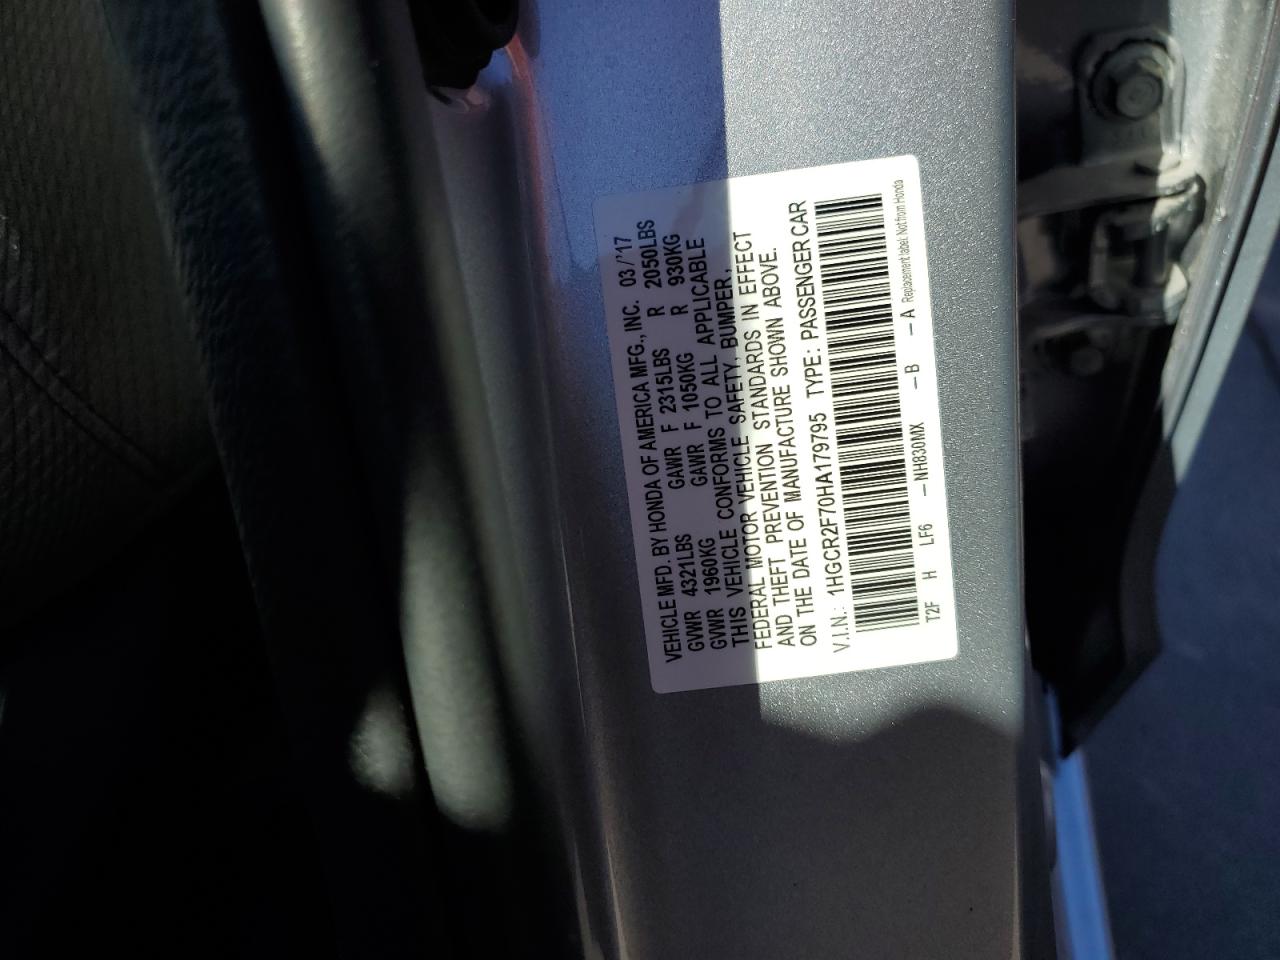 VEHICLE MFD. BY HONDA OF AMERICA MFG., INC. 03/'17
GVWR 4321LBS GAWR F 2315LBS R 2050LBS
GVWR 1960KG GAWR F 1050KG R 930KG
THIS VEHICLE CONFORMS TO ALL APPLICABLE
FEDERAL MOTOR VEHICLE SAFETY, BUMPER,
AND THEFT PREVENTION STANDARDS IN EFFECT
ON THE DATE OF MANUFACTURE SHOWN ABOVE.
V.I.N.: 1HGCR2F70HA179795 TYPE: PASSENGER CAR
T2F H LF6 –NH830MX –B –A Replacement label. Not from Honda